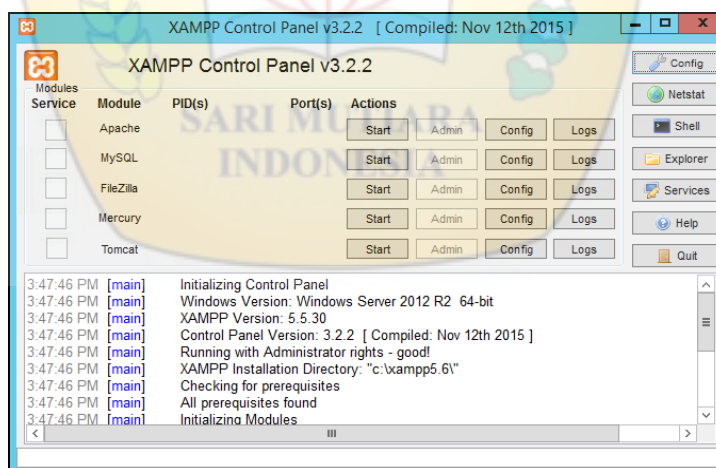 XAMPP Control Panel v3.2.2 [ Compiled: Nov 12th 2015 ]
XAMPP Control Panel v3.2.2
Config
Modules
Service Module PID(s) Port(s) Actions
Netstat
Apache Start Admin Config Logs
Shell
MySQL Start Admin Config Logs
Explorer
FileZilla Start Admin Config Logs
Services
Mercury Start Admin Config Logs
Help
Tomcat Start Admin Config Logs
Quit
SARI MUTIARA
INDONESIA
3:47:46 PM [main] Initializing Control Panel
3:47:46 PM [main] Windows Version: Windows Server 2012 R2 64-bit
3:47:46 PM [main] XAMPP Version: 5.5.30
3:47:46 PM [main] Control Panel Version: 3.2.2 [ Compiled: Nov 12th 2015 ]
3:47:46 PM [main] Running with Administrator rights - good!
3:47:46 PM [main] XAMPP Installation Directory: "c:\xampp5.6\"
3:47:46 PM [main] Checking for prerequisites
3:47:46 PM [main] All prerequisites found
3:47:46 PM [main] Initializing Modules